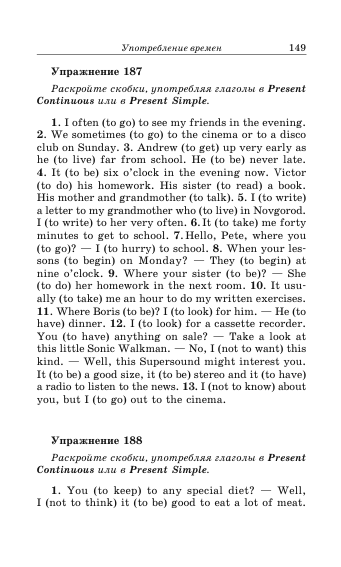 Употребление времен 149
Упражнение 187
Раскройте скобки, употребляя глаголы в Present
Continuous или в Present Simple.
1. I often (to go) to see my friends in the evening.
2. We sometimes (to go) to the cinema or to a disco
club on Sunday. 3. Andrew (to get) up very early as
he (to live) far from school. He (to be) never late.
4. It (to be) six o'clock in the evening now. Victor
(to do) his homework. His sister (to read) a book.
His mother and grandmother (to talk). 5. I (to write)
a letter to my grandmother who (to live) in Novgorod.
I (to write) to her very often. 6. It (to take) me forty
minutes to get to school. 7. Hello, Pete, where you
(to go)? — I (to hurry) to school. 8. When your les-
sons (to begin) on Monday? — They (to begin) at
nine o'clock. 9. Where your sister (to be)? — She
(to do) her homework in the next room. 10. It usu-
ally (to take) me an hour to do my written exercises.
11. Where Boris (to be)? I (to look) for him. — He (to
have) dinner. 12. I (to look) for a cassette recorder.
You (to have) anything on sale? — Take a look at
this little Sonic Walkman. — No, I (not to want) this
kind. — Well, this Supersound might interest you.
It (to be) a good size, it (to be) stereo and it (to have)
a radio to listen to the news. 13. I (not to know) about
you, but I (to go) out to the cinema.
Упражнение 188
Раскройте скобки, употребляя глаголы в Present
Continuous или в Present Simple.
1. You (to keep) to any special diet? — Well,
I (not to think) it (to be) good to eat a lot of meat.